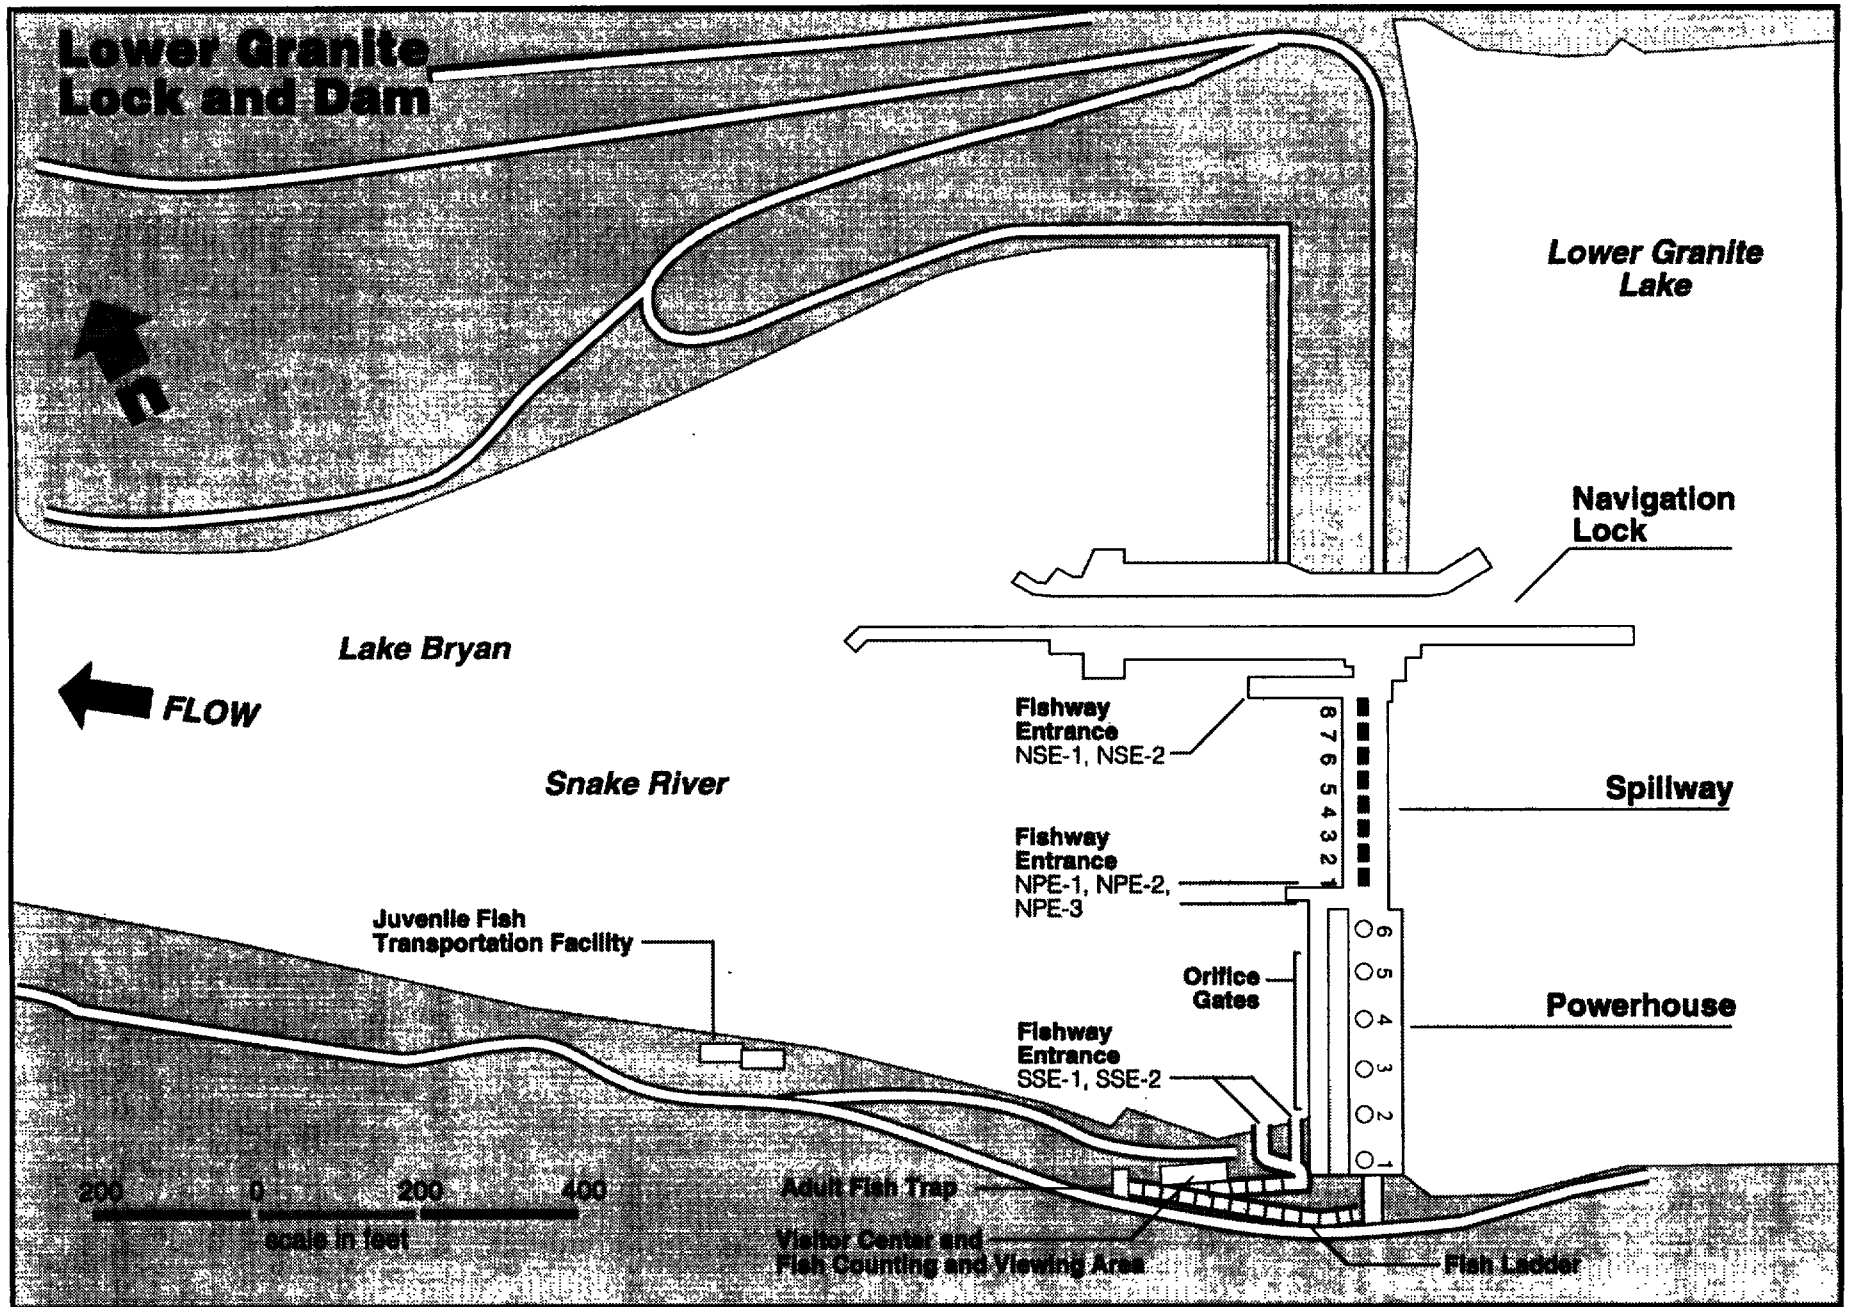 Lower Granite
Lock and Dam
Lower Granite
Lake
n
Navigation
Lock
Lake Bryan
FLOW
Fishway
Entrance
NSE-1, NSE-2
8
7
6
5
4
3
2
1
Snake River
Spillway
Fishway
Entrance
NPE-1, NPE-2,
NPE-3
Juvenile Fish
Transportation Facility
6
5
4
3
2
1
Orifice
Gates
Powerhouse
Fishway
Entrance
SSE-1, SSE-2
200 0 200 400
scale in feet
Adult Fish Trap
Visitor Center and
Fish Counting and Viewing Area
Fish Ladder